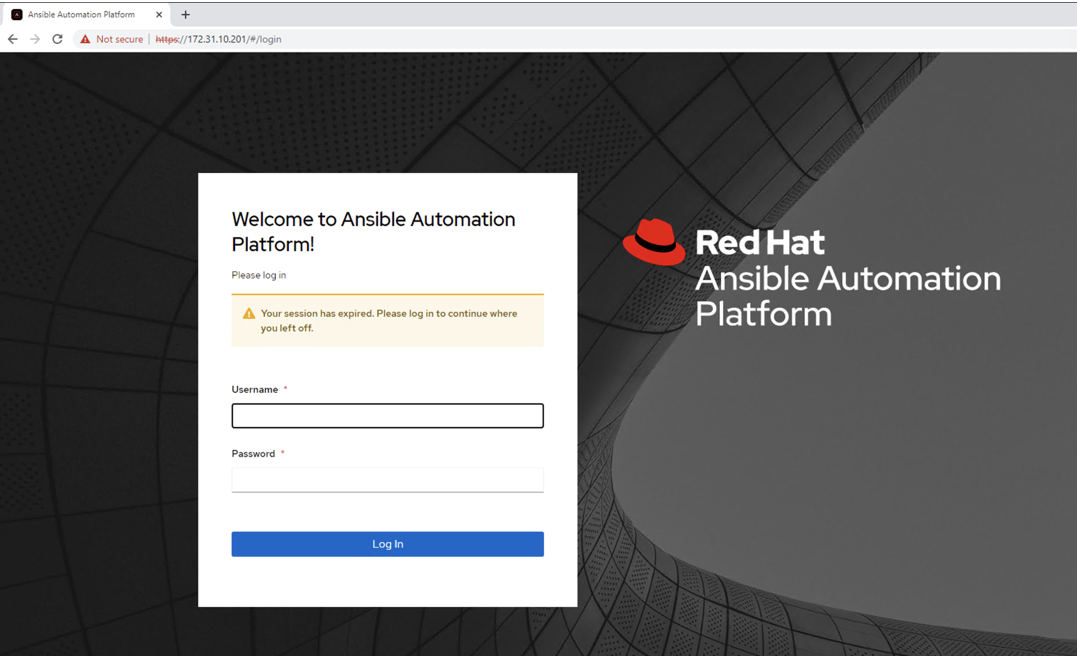 Ansible Automation Platform
Not secure
https://172.31.10.201/#/login
Welcome to Ansible Automation
Platform!
Please log in
Your session has expired. Please log in to continue where
you left off.
Username *
Password *
Log In
Red Hat
Ansible Automation
Platform